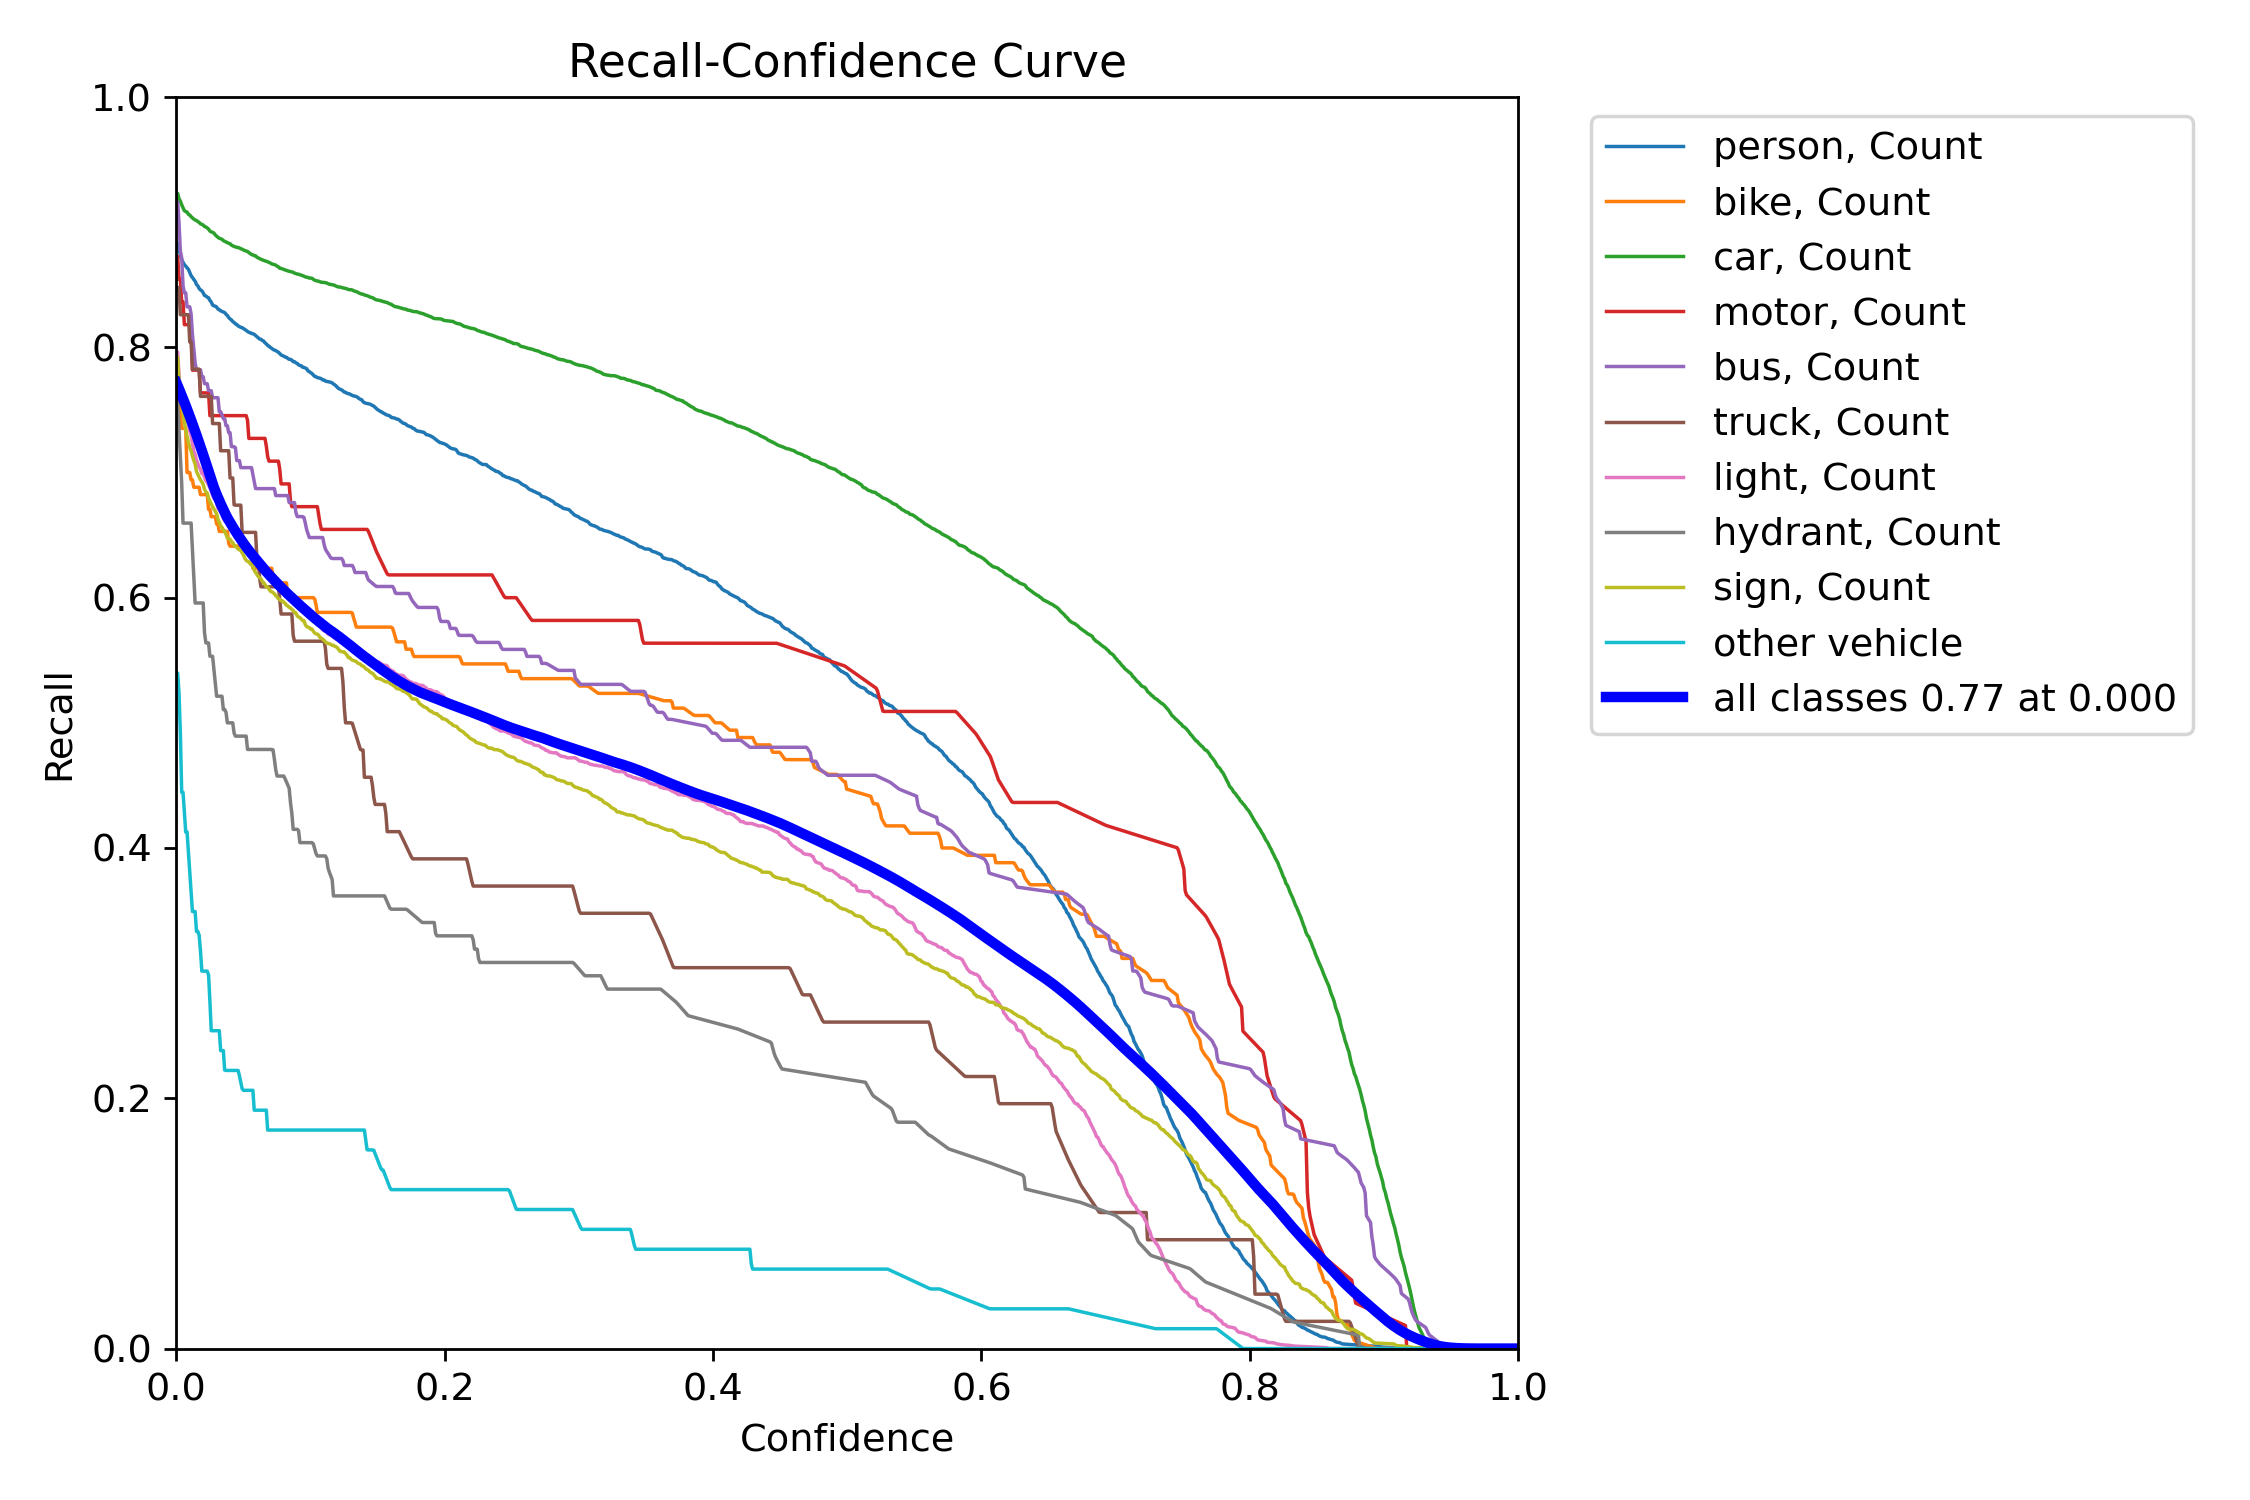 Recall-Confidence Curve
1.0
0.8
0.6
0.4
0.2
0.0
Recall
0.0 0.2 0.4 0.6 0.8 1.0
Confidence
person, Count
bike, Count
car, Count
motor, Count
bus, Count
truck, Count
light, Count
hydrant, Count
sign, Count
other vehicle
all classes 0.77 at 0.000